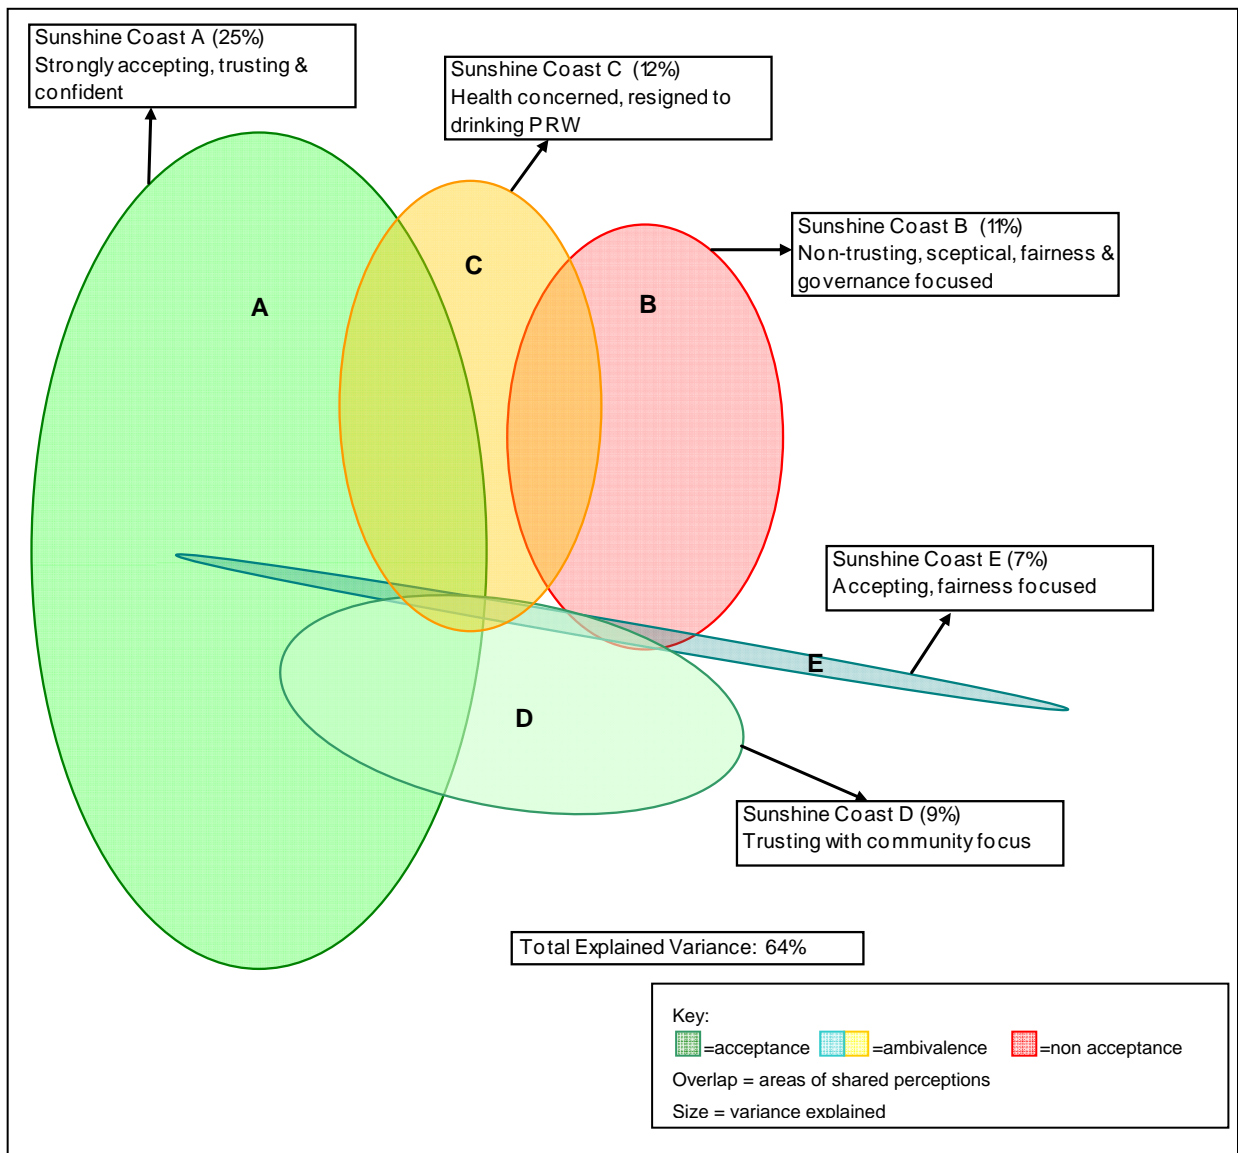 Sunshine Coast A (25%)
Strongly accepting, trusting &
confident
Sunshine Coast C (12%)
Health concerned, resigned to
drinking PRW
Sunshine Coast B (11%)
Non-trusting, sceptical, fairness &
governance focused
C
A
B
Sunshine Coast E (7%)
Accepting, fairness focused
E
D
Sunshine Coast D (9%)
Trusting with community focus
Total Explained Variance: 64%
Key:
=acceptance =ambivalence =non acceptance
Overlap = areas of shared perceptions
Size = variance explained